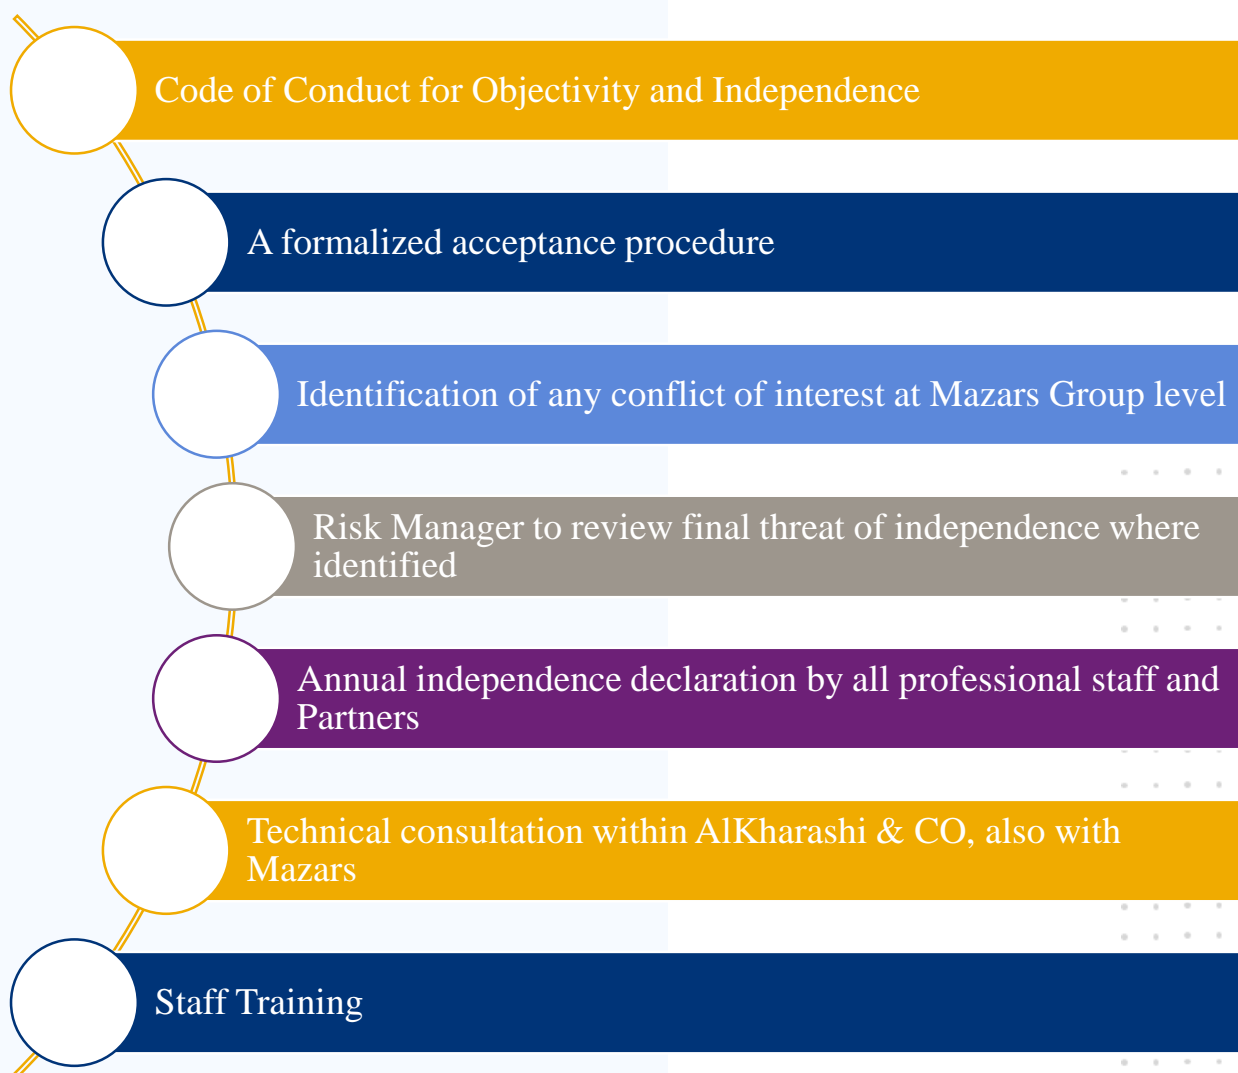 Code of Conduct for Objectivity and Independence
A formalized acceptance procedure
Identification of any conflict of interest at Mazars Group level
Risk Manager to review final threat of independence where
identified
Annual independence declaration by all professional staff and
Partners
Technical consultation within AlKharashi & CO, also with
Mazars
Staff Training